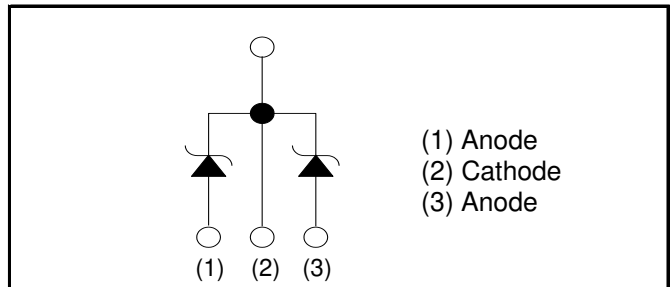 (1) Anode
(2) Cathode
(3) Anode
(1) (2) (3)